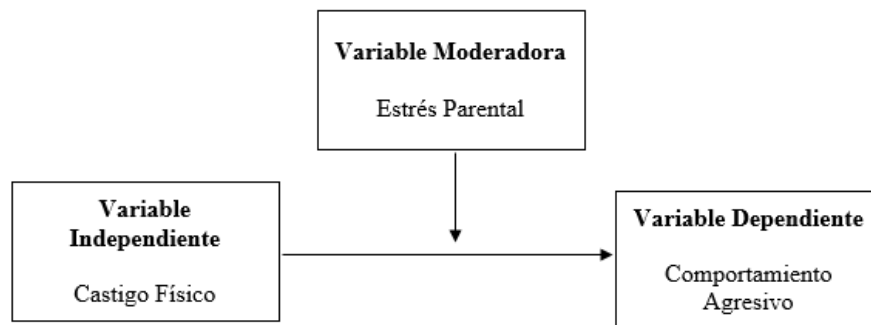 Variable Moderadora
Estrés Parental
Variable
Independiente
Castigo Físico
Variable Dependiente
Comportamiento
Agresivo